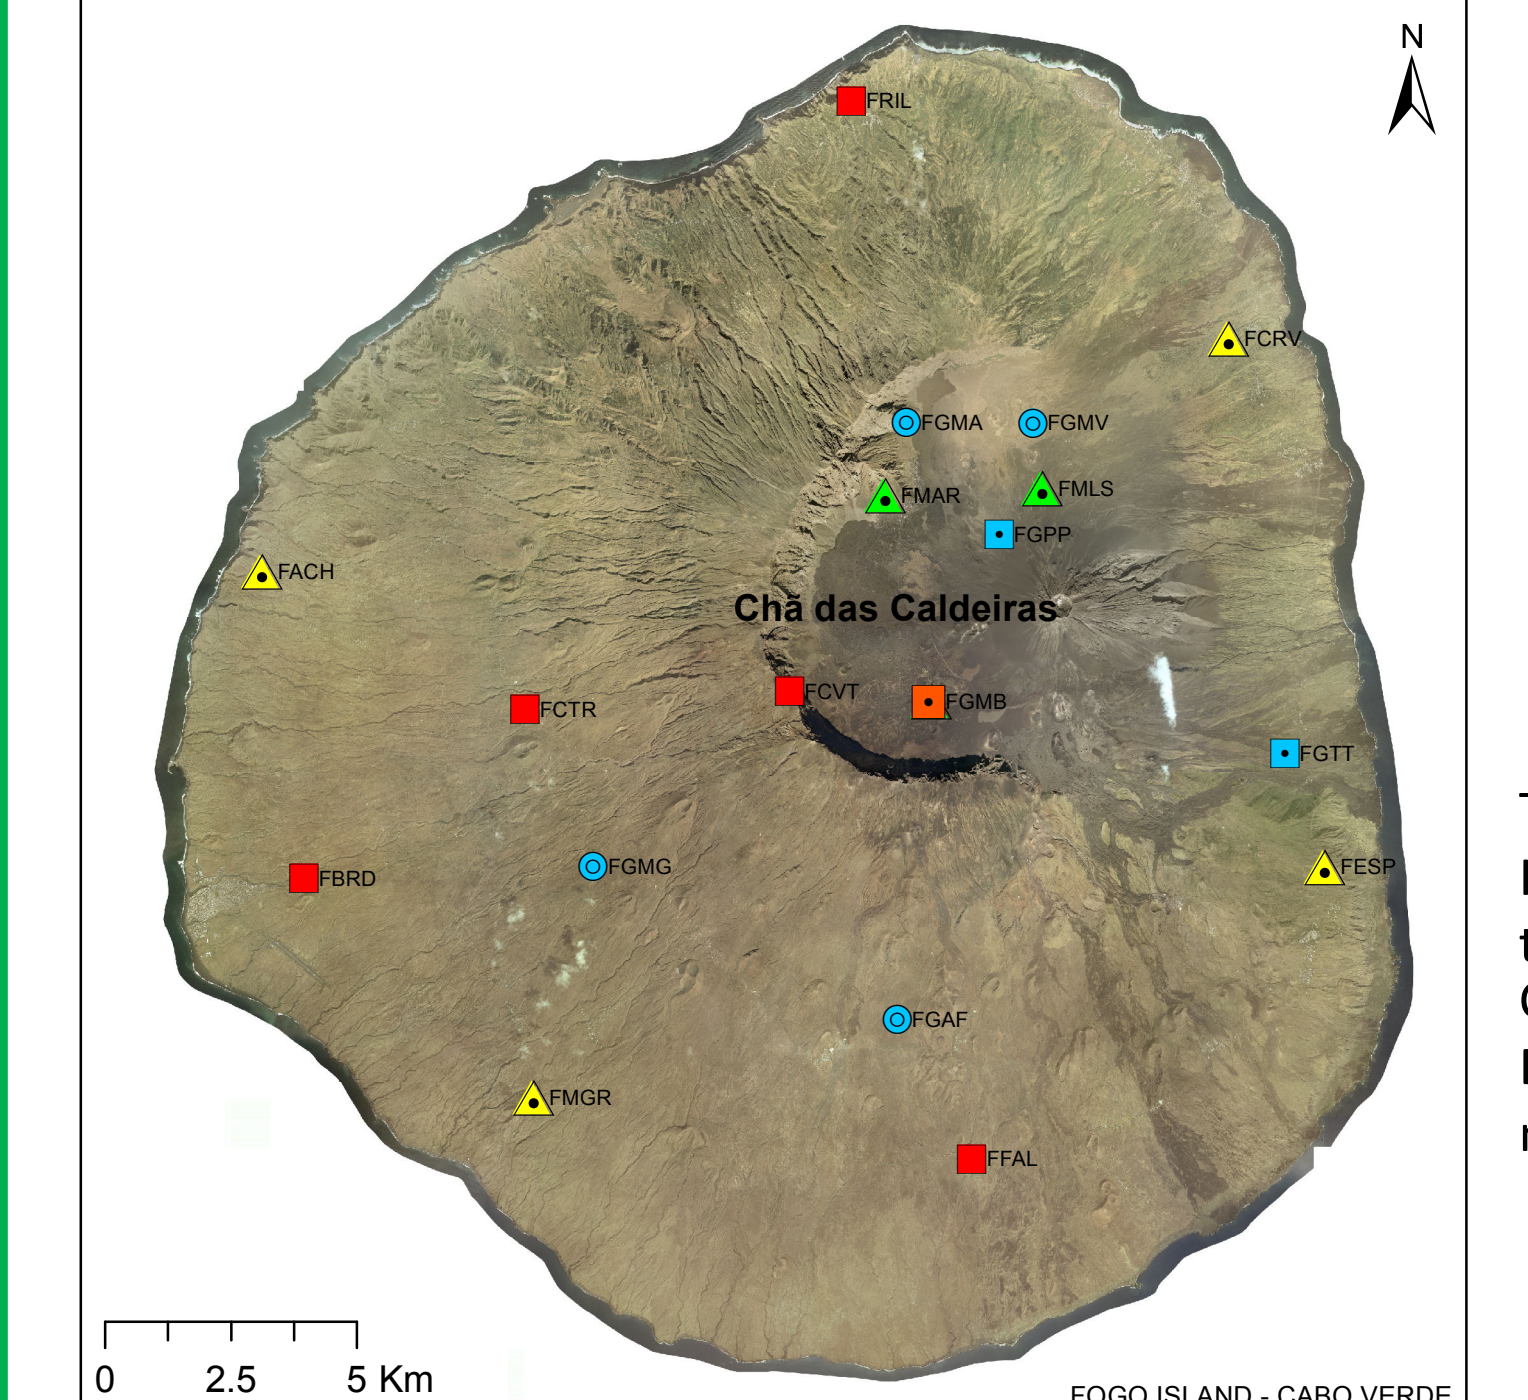 N
FRIL
FCRV
FGMA
FGMV
FMAR
FMLS
FGPP
FACH
Chã das Caldeiras
FCVT
FGMB
FCTR
FGTT
FBRD
FGMG
FESP
FGAF
FMGR
FFAL
0 2.5 5 Km
FOGO ISLAND - CABO VERDE